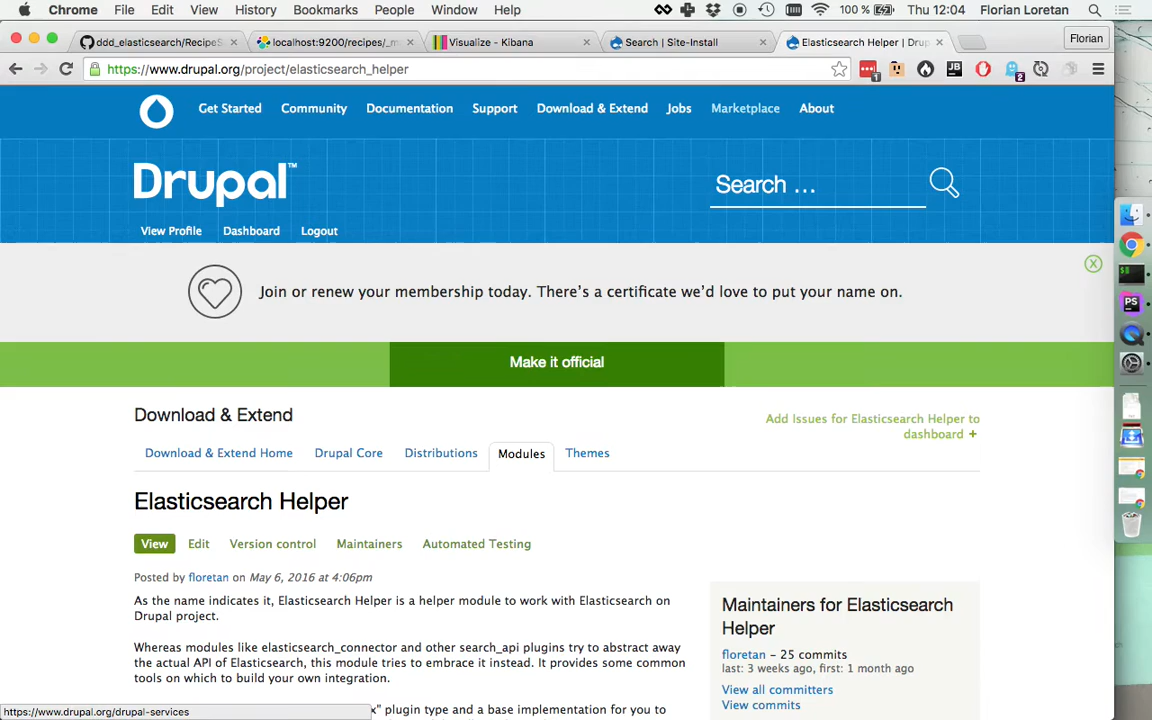 Chrome File Edit View History Bookmarks People Window Help 100 % Thu 12:04 Florian Loretan
ddd_elasticsearch/RecipeS × localhost:9200/recipes/_m × Visualize - Kibana × Search | Site-Install × Elasticsearch Helper | Dru × Florian
https://www.drupal.org/project/elasticsearch_helper 1 JB 2
Get Started Community Documentation Support Download & Extend Jobs Marketplace About
Drupal™
Search ...
View Profile Dashboard Logout
Join or renew your membership today. There's a certificate we'd love to put your name on.
X
Make it official
Download & Extend
Add Issues for Elasticsearch Helper to
dashboard +
Download & Extend Home Drupal Core Distributions Modules Themes
Elasticsearch Helper
View Edit Version control Maintainers Automated Testing
Posted by floretan on May 6, 2016 at 4:06pm
As the name indicates it, Elasticsearch Helper is a helper module to work with Elasticsearch on
Drupal project.
Whereas modules like elasticsearch_connector and other search_api plugins try to abstract away
the actual API of Elasticsearch, this module tries to embrace it instead. It provides some common
tools on which to build your own integration.
x" plugin type and a base implementation for you to
Maintainers for Elasticsearch
Helper
floretan – 25 commits
last: 3 weeks ago, first: 1 month ago
View all committers
View commits
https://www.drupal.org/drupal-services
$
PS